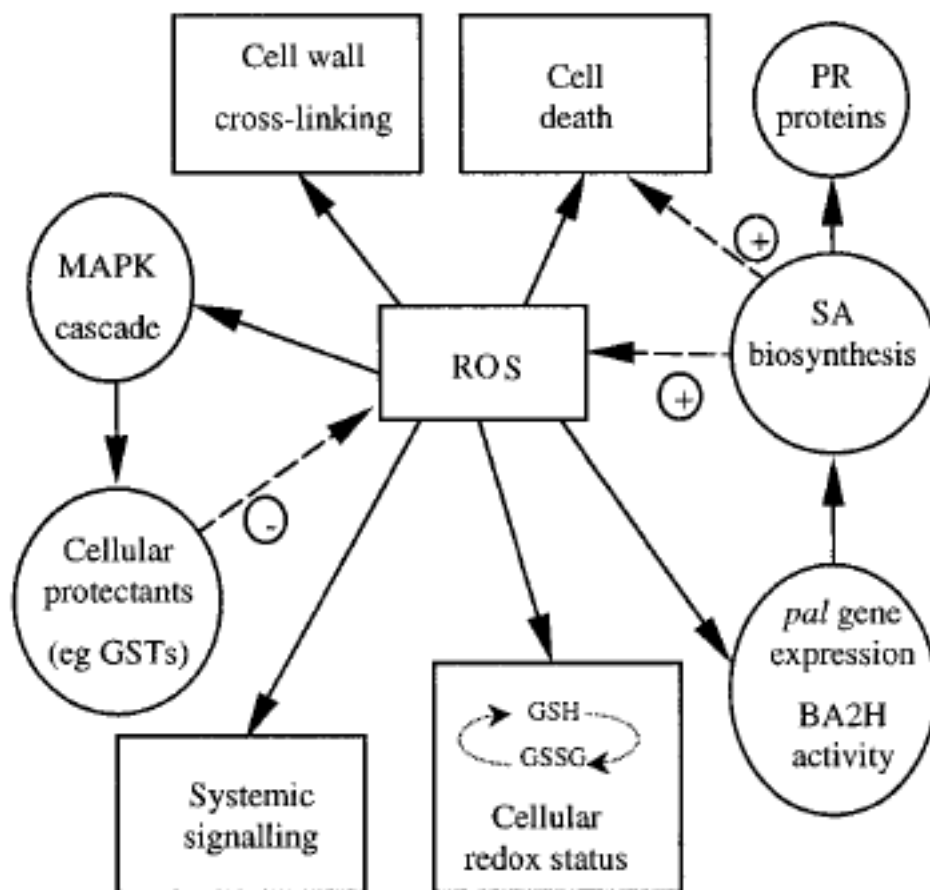 Cell wall
cross-linking
Cell
death
PR
proteins
MAPK
cascade
+
SA
biosynthesis
ROS
+
-
Cellular
protectants
(eg GSTs)
pal gene
expression
BA2H
activity
GSH
GSSG
Systemic
signalling
Cellular
redox status